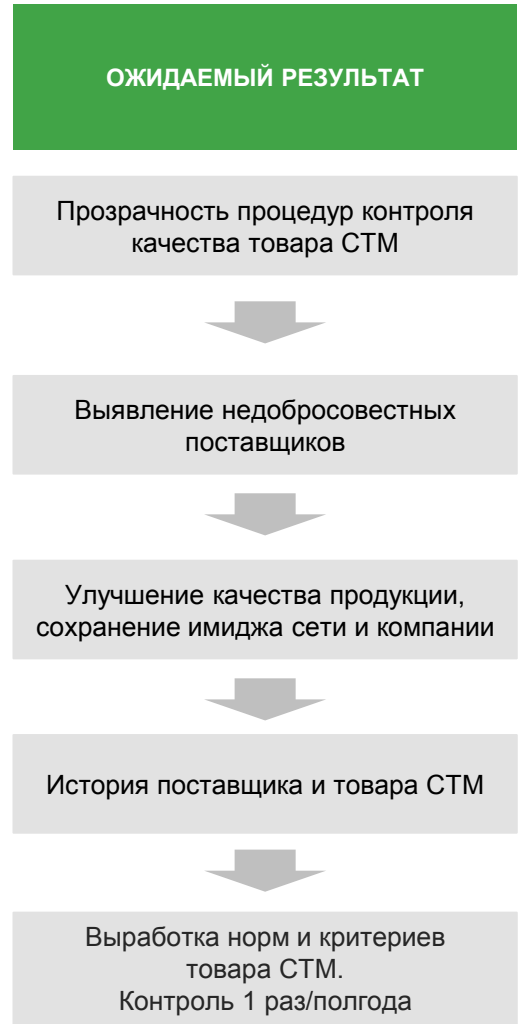 ОЖИДАЕМЫЙ РЕЗУЛЬТАТ
Прозрачность процедур контроля
качества товара СТМ
Выявление недобросовестных
поставщиков
Улучшение качества продукции,
сохранение имиджа сети и компании
История поставщика и товара СТМ
Выработка норм и критериев
товара СТМ.
Контроль 1 раз/полгода